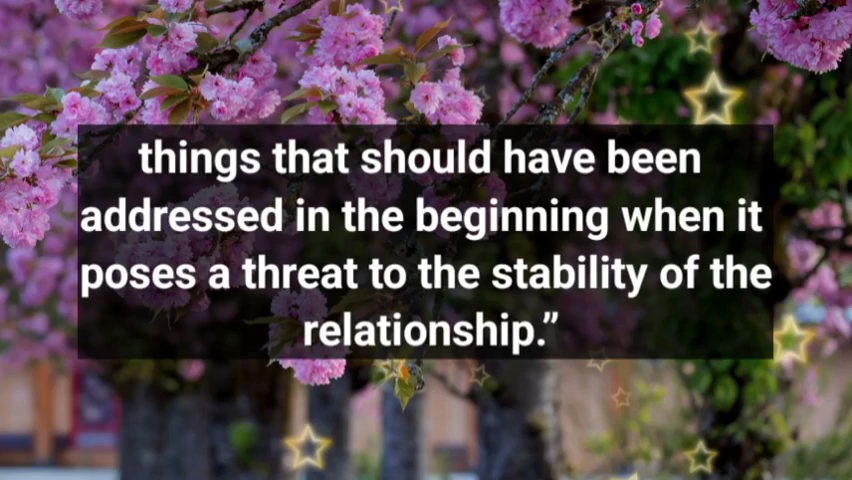 things that should have been
addressed in the beginning when it
poses a threat to the stability of the
relationship.”